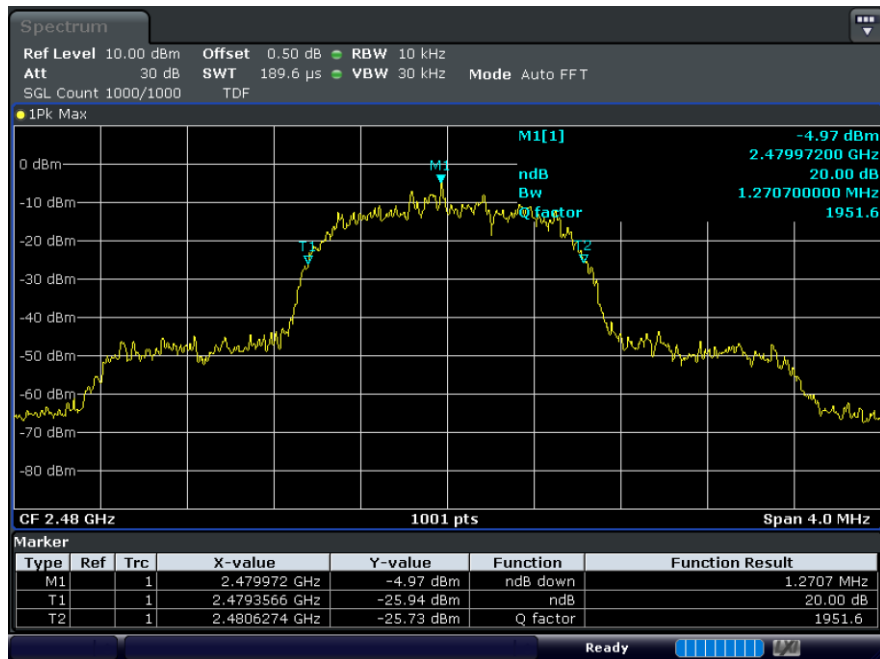 Spectrum
Ref Level 10.00 dBm Offset 0.50 dB RBW 10 kHz
Att 30 dB SWT 189.6 µs VBW 30 kHz Mode Auto FFT
SGL Count 1000/1000 TDF
1Pk Max
M1[1] -4.97 dBm
2.47997200 GHz
ndB 20.00 dB
Bw 1.270700000 MHz
Q factor 1951.6
M1
T1
T2
0 dBm
-10 dBm
-20 dBm
-30 dBm
-40 dBm
-50 dBm
-60 dBm
-70 dBm
-80 dBm
CF 2.48 GHz 1001 pts Span 4.0 MHz
Marker
Type Ref Trc X-value Y-value Function Function Result
M1 1 2.479972 GHz -4.97 dBm ndB down 1.2707 MHz
T1 1 2.4793566 GHz -25.94 dBm ndB 20.00 dB
T2 1 2.4806274 GHz -25.73 dBm Q factor 1951.6
Ready